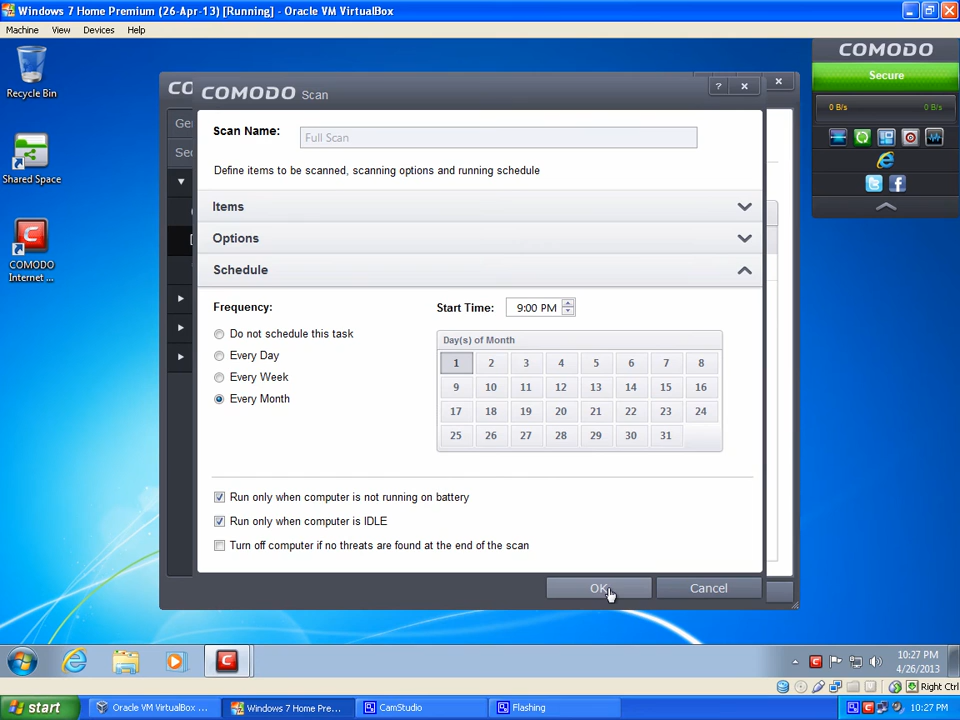 Windows 7 Home Premium (26-Apr-13) [Running] - Oracle VM VirtualBox
Machine View Devices Help
Recycle Bin
Shared Space
COMODO
Internet ...
COMODO
Secure
0 B/s 0 B/s
CO
Ge
Se
COMODO Scan
?
Scan Name: Full Scan
Define items to be scanned, scanning options and running schedule
Items
Options
Schedule
Frequency:
Do not schedule this task
Every Day
Every Week
Every Month
Start Time: 9:00 PM
Day(s) of Month
1 2 3 4 5 6 7 8
9 10 11 12 13 14 15 16
17 18 19 20 21 22 23 24
25 26 27 28 29 30 31
Run only when computer is not running on battery
Run only when computer is IDLE
Turn off computer if no threats are found at the end of the scan
OK Cancel
10:27 PM
4/26/2013
Right Ctrl
start
Oracle VM VirtualBox ...
Windows 7 Home Pre...
CamStudio
Flashing
10:27 PM